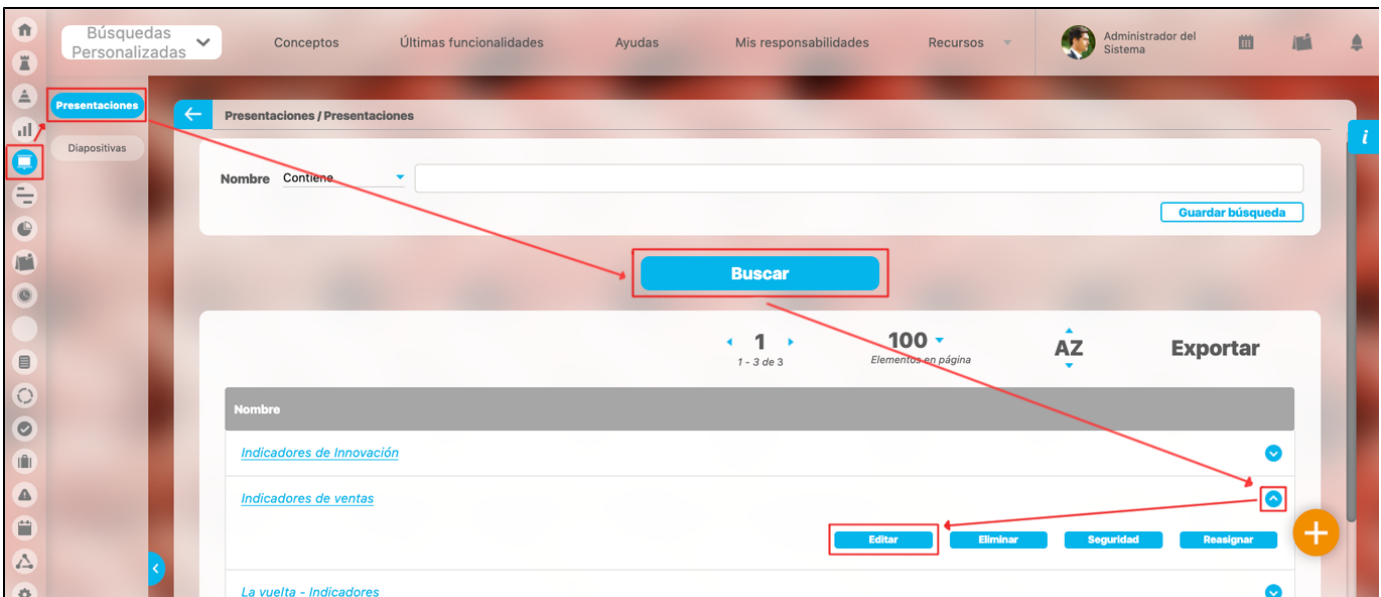 Búsquedas
Personalizadas
Conceptos
Últimas funcionalidades
Ayudas
Mis responsabilidades
Recursos
Administrador del
Sistema
Presentaciones
Diapositivas
Presentaciones / Presentaciones
i
Nombre Contiene
Guardar búsqueda
Buscar
1
1 - 3 de 3
100
Elementos en página
AZ
Exportar
Nombre
Indicadores de Innovación
Indicadores de ventas
Editar Eliminar Seguridad Reasignar
La vuelta - Indicadores